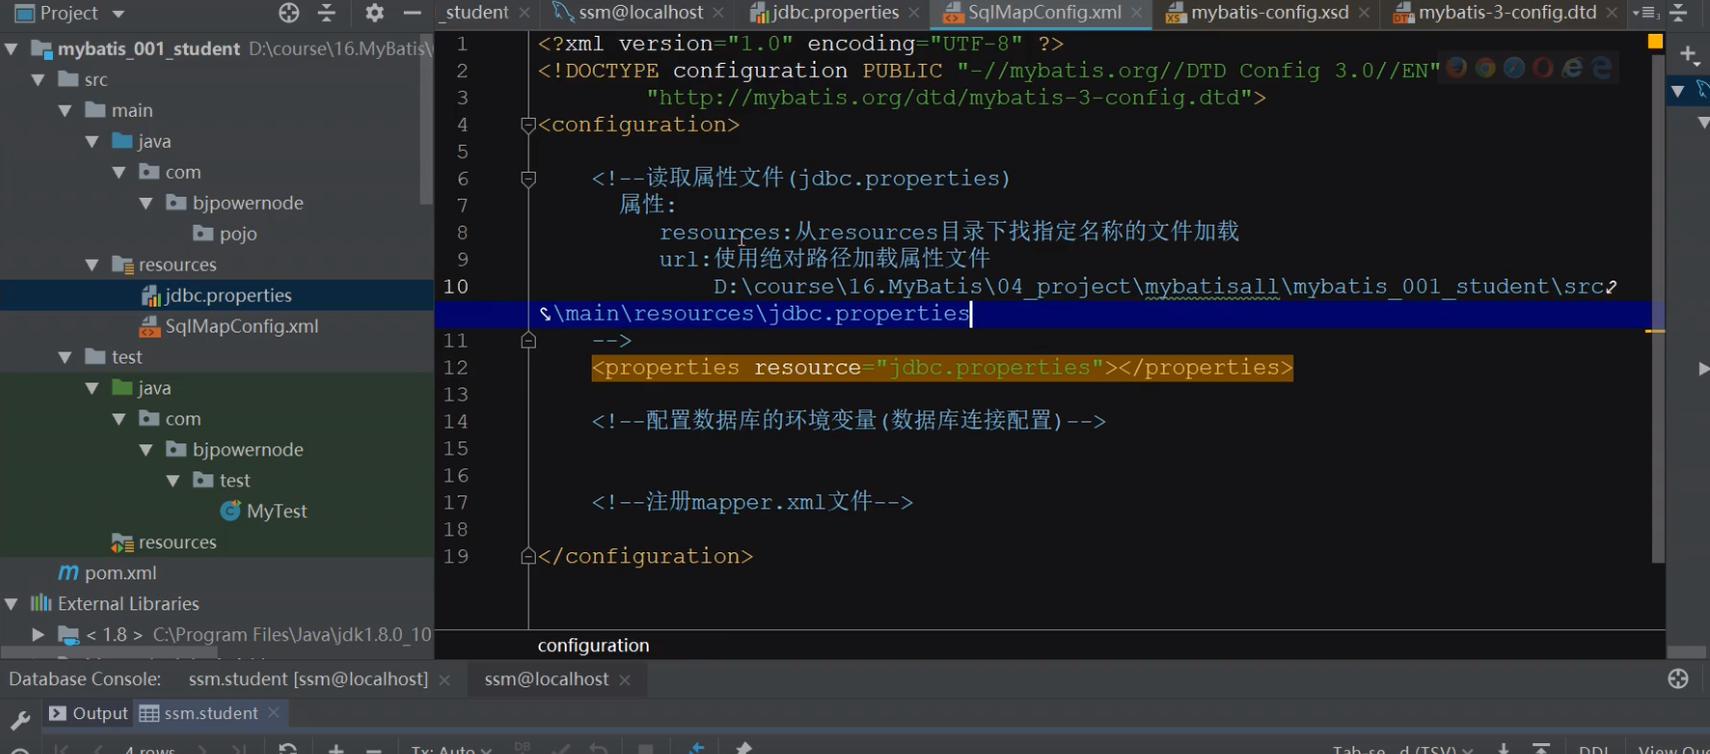 Project
_student
ssm@localhost
jdbc.properties
SqlMapConfig.xml
mybatis-config.xsd
mybatis-3-config.dtd
mybatis_001_student D:\course\16.MyBatis\
src
main
java
com
bjpowernode
pojo
resources
jdbc.properties
SqlMapConfig.xml
test
java
com
bjpowernode
test
MyTest
resources
pom.xml
External Libraries
< 1.8 > C:\Program Files\Java\jdk1.8.0_10
1 <?xml version="1.0" encoding="UTF-8" ?>
2 <!DOCTYPE configuration PUBLIC "-//mybatis.org//DTD Config 3.0//EN"
3 "http://mybatis.org/dtd/mybatis-3-config.dtd">
4 <configuration>
5
6 <!--读取属性文件(jdbc.properties)
7 属性:
8 resources:从resources目录下找指定名称的文件加载
9 url:使用绝对路径加载属性文件
10 D:\course\16.MyBatis\04_project\mybatisall\mybatis_001_student\src
\main\resources\jdbc.properties
11 -->
12 <properties resource="jdbc.properties"></properties>
13
14 <!--配置数据库的环境变量(数据库连接配置)-->
15
16
17 <!--注册mapper.xml文件-->
18
19 </configuration>
configuration
Database Console: ssm.student [ssm@localhost] ssm@localhost
Output ssm.student
4 rows Tx: Auto DB Tab-se...d (TSV) DDL View Que